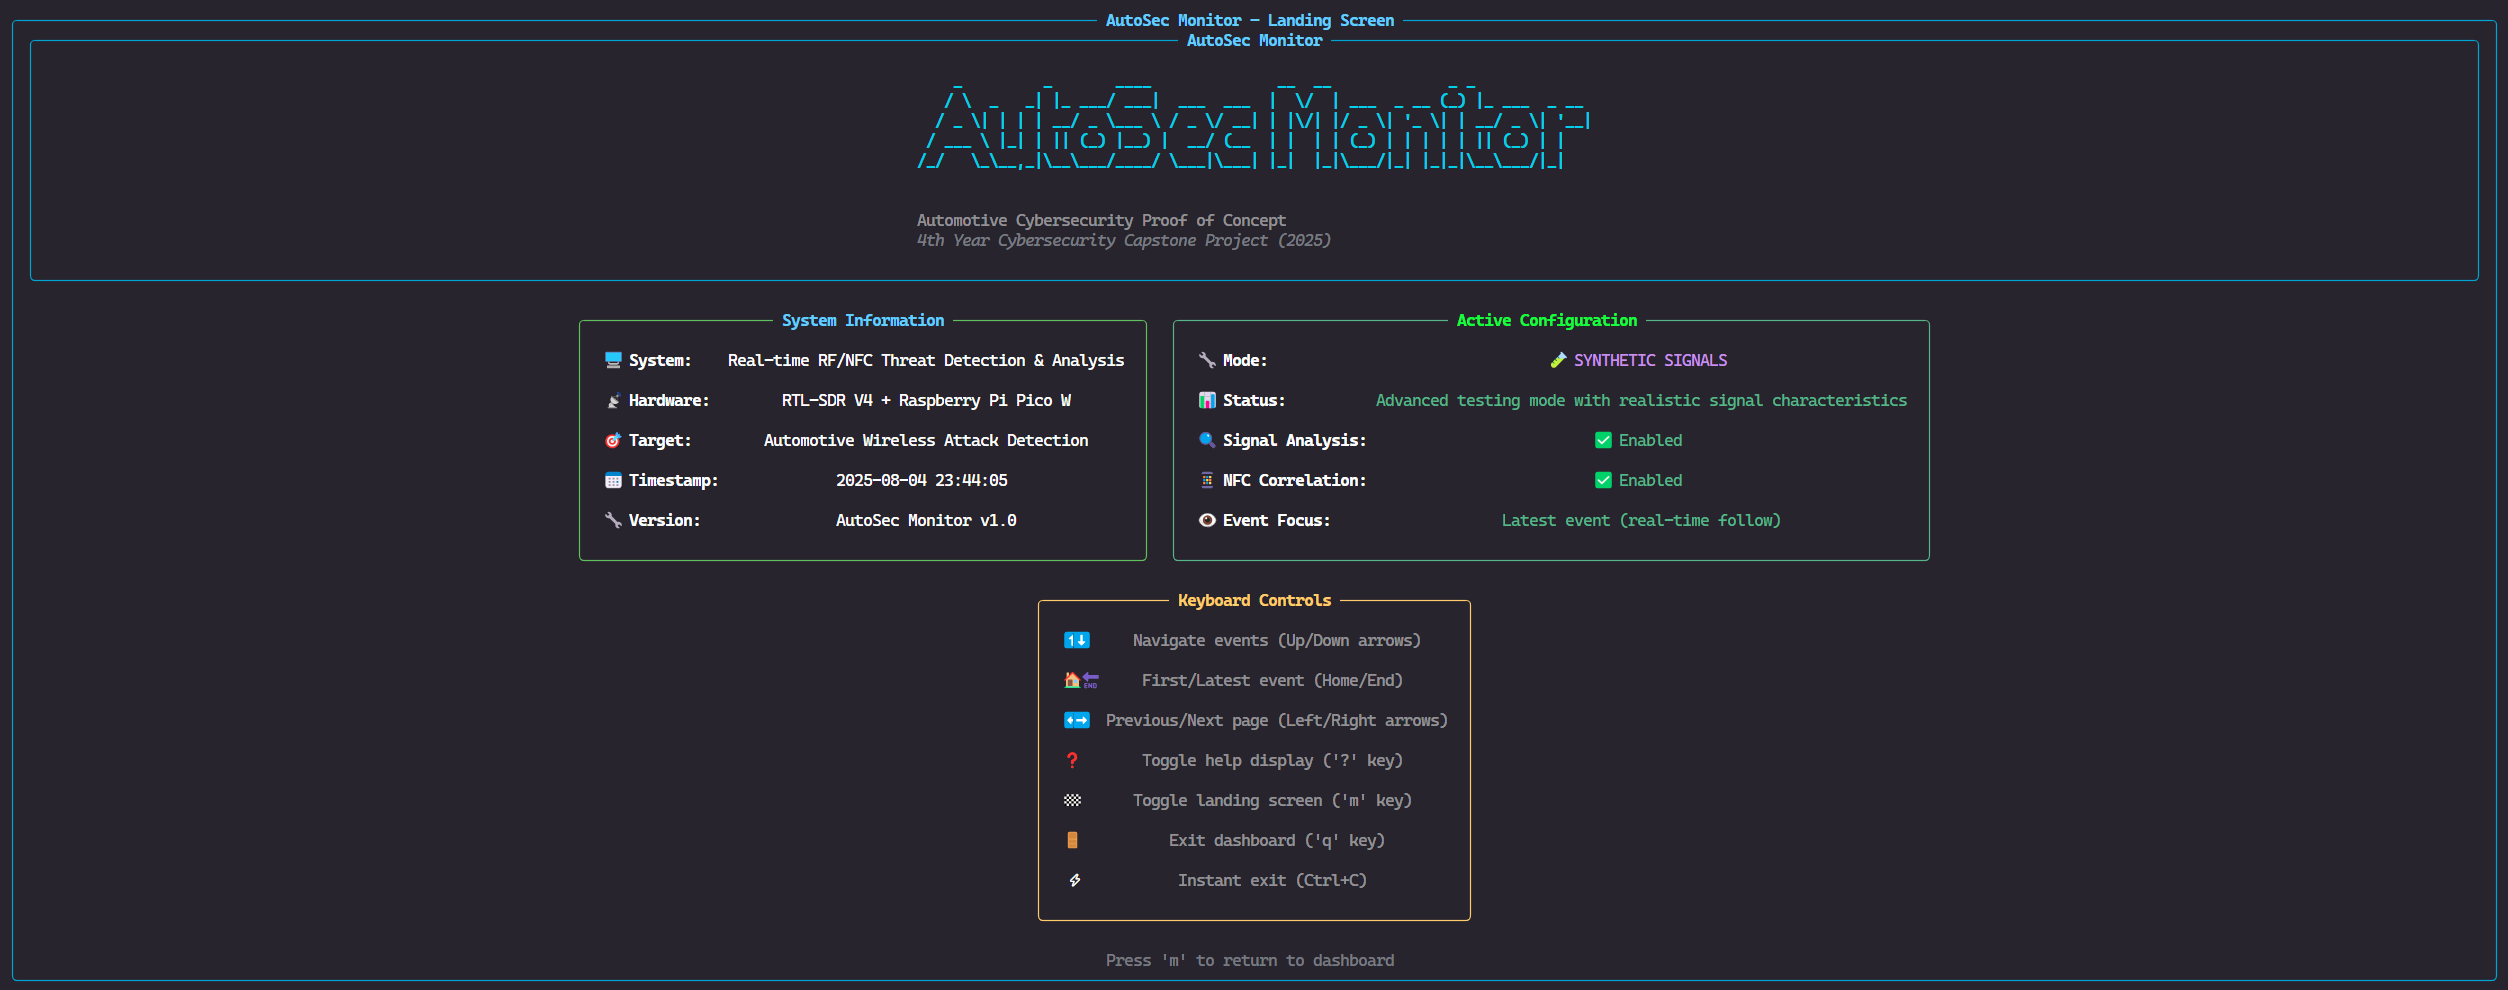 AutoSec Monitor - Landing Screen
AutoSec Monitor
AutoSec Monitor
Automotive Cybersecurity Proof of Concept
4th Year Cybersecurity Capstone Project (2025)
System Information
System: Real-time RF/NFC Threat Detection & Analysis
Hardware: RTL-SDR V4 + Raspberry Pi Pico W
Target: Automotive Wireless Attack Detection
Timestamp: 2025-08-04 23:44:05
Version: AutoSec Monitor v1.0
Active Configuration
Mode: SYNTHETIC SIGNALS
Status: Advanced testing mode with realistic signal characteristics
Signal Analysis: ✅ Enabled
NFC Correlation: ✅ Enabled
Event Focus: Latest event (real-time follow)
Keyboard Controls
Navigate events (Up/Down arrows)
END First/Latest event (Home/End)
Previous/Next page (Left/Right arrows)
❓ Toggle help display ('?' key)
Toggle landing screen ('m' key)
Exit dashboard ('q' key)
Instant exit (Ctrl+C)
Press 'm' to return to dashboard